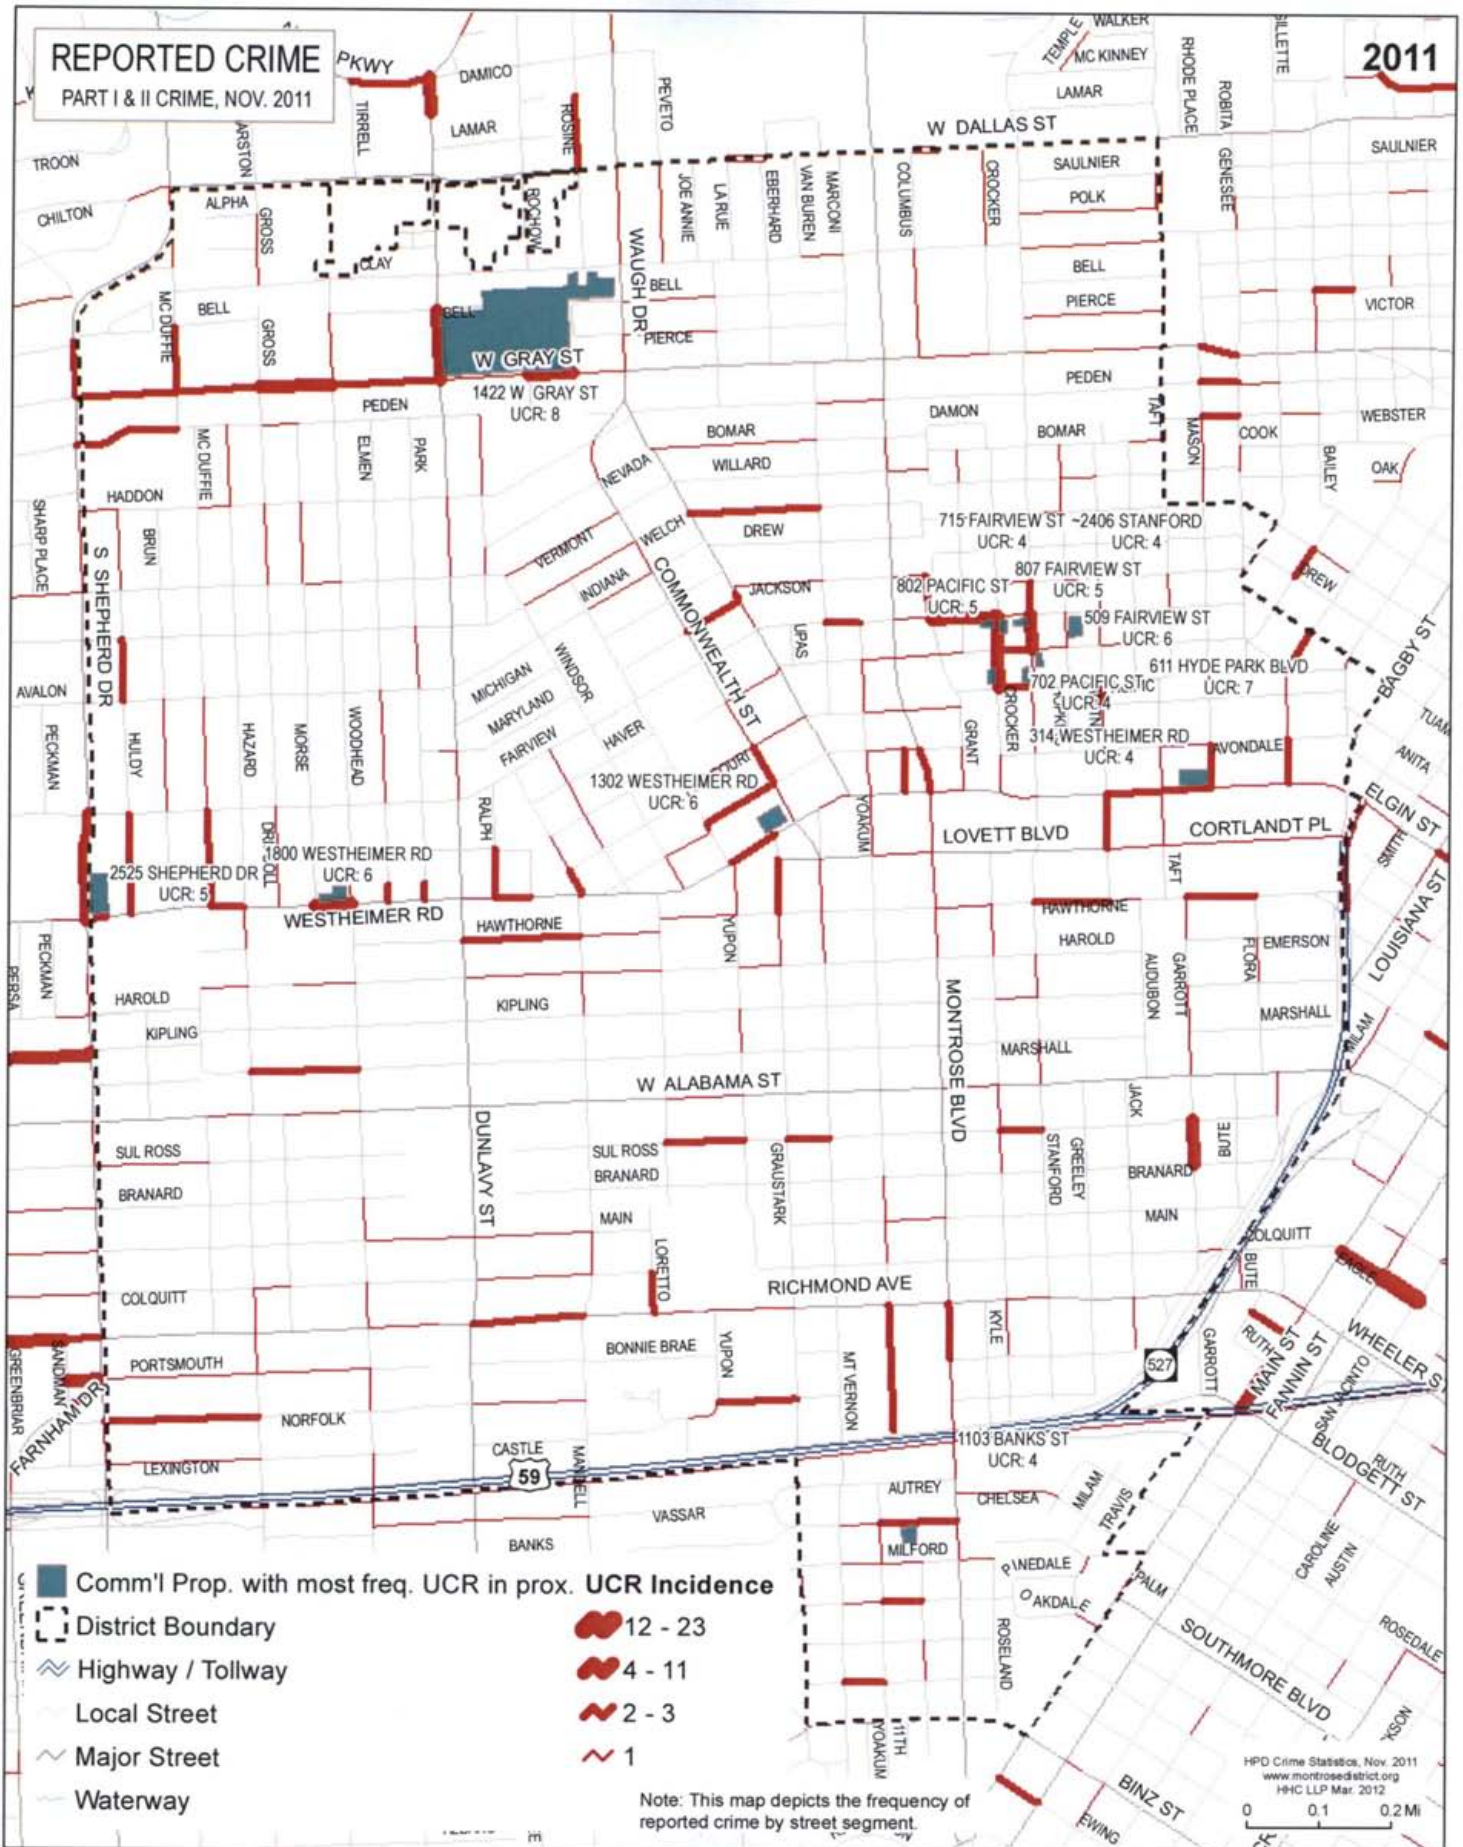 REPORTED CRIME
PART I & II CRIME, NOV. 2011
2011
PKWY
DAMICO
TIRRELL
LAMAR
ROSINE
PEVETO
TEMPLE
WALKER
MC KINNEY
LAMAR
RHODE PLACE
ROBITA
W DALLAS ST
TROON
ARSTON
SAULNIER
SAULNIER
CHILTON
ALPHA
GROSS
ROCHOW
JOE ANNIE
LA RUE
EBERHARD
VAN BUREN
MARCONI
COLUMBUS
CROCKER
POLK
GENESEE
CLAY
WAUGH DR
BELL
BELL
MC DUFFIE
BELL
GROSS
BELL
PIERCE
PIERCE
VICTOR
W GRAY ST
1422 W GRAY ST
UCR: 8
PEDEN
PEDEN
DAMON
TAFT
MASON
WEBSTER
BOMAR
BOMAR
COOK
MC DUFFIE
ELMEN
PARK
NEVADA
WILLARD
BAILEY
OAK
HADDON
SHARP PLACE
BRUN
VERMONT
WELCH
DREW
715 FAIRVIEW ST ~2406 STANFORD
UCR: 4
UCR: 4
S SHEPHERD DR
INDIANA
COMMONWEALTH ST
JACKSON
802 PACIFIC ST
UCR: 5
807 FAIRVIEW ST
UCR: 5
DREW
509 FAIRVIEW ST
UCR: 6
UPAS
WINDSOR
611 HYDE PARK BLVD
UCR: 7
BAGBY ST
AVALON
MICHIGAN
MARYLAND
FAIRVIEW
HAVER
702 PACIFIC ST
UCR: 4
CROCKER
GRANT
PECKMAN
HULDY
HAZARD
MORSE
WOODHEAD
314 WESTHEIMER RD
UCR: 4
AVONDALE
ANITA
1302 WESTHEIMER RD
UCR: 6
YOAKUM
RALPH
LOVETT BLVD
CORTLANDT PL
ELGIN ST
SMITH
1800 WESTHEIMER RD
UCR: 6
2525 SHEPHERD DR
UCR: 5
TAFT
WESTHEIMER RD
HAWTHORNE
YUPON
HAWTHORNE
LOUISIANA ST
PECKMAN
HAROLD
EMERSON
FLORA
PERSA
HAROLD
KIPLING
MONTROSE BLVD
AUDUBON
GARROTT
KIPLING
MARSHALL
MARSHALL
MILAM
W ALABAMA ST
JACK
DUNLAVY ST
SUL ROSS
SUL ROSS
BUTE
BRANARD
BRANARD
GRAUSTARK
STANFORD
GREELEY
BRANARD
MAIN
MAIN
COLQUITT
LORETTO
BUTE
EAGLE
RICHMOND AVE
COLQUITT
KYLE
WHEELER ST
BONNIE BRAE
YUPON
RUTH
MAIN ST
FANNIN ST
GREENBRIAR
SANDMAN
PORTSMOUTH
MT VERNON
527
GARROTT
SAN JACINTO
FARNHAM DR
NORFOLK
1103 BANKS ST
UCR: 4
BLODGETT ST
RUTH
CASTLE
59
LEXINGTON
AUTREY
CHELSEA
MILAM
TRAVIS
VASSAR
BANKS
MILFORD
PINEDALE
CAROLINE
AUSTIN
OAKDALE
PALM
ROSELAND
SOUTHMORE BLVD
ROSEDALE
YOAKUM
11TH
BINZ ST
EWING
Comm'l Prop. with most freq. UCR in prox.
District Boundary
Highway / Tollway
Local Street
Major Street
Waterway
UCR Incidence
12 - 23
4 - 11
2 - 3
1
Note: This map depicts the frequency of
reported crime by street segment.
HPD Crime Statistics, Nov. 2011
www.montrosedistrict.org
HHC LLP Mar. 2012
0 0.1 0.2 Mi